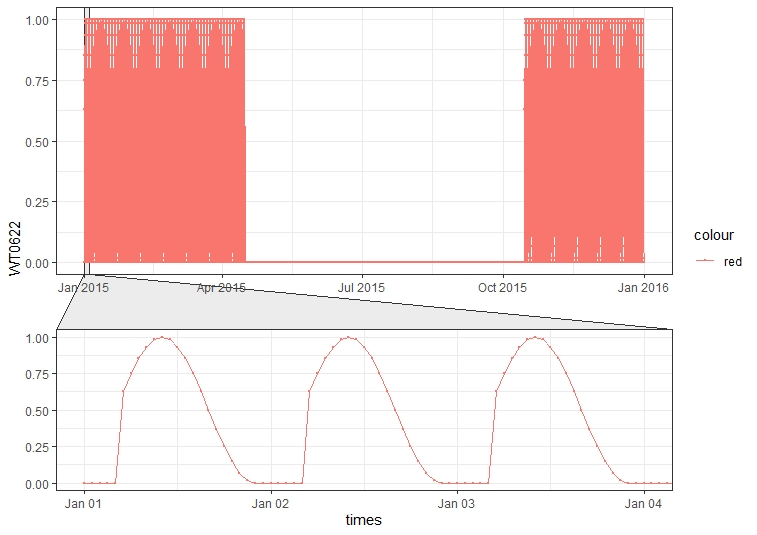 1.00
0.75
0.50
0.25
0.00
WT0622
Jan 2015
Apr 2015
Jul 2015
Oct 2015
Jan 2016
colour
red
1.00
0.75
0.50
0.25
0.00
Jan 01
Jan 02
Jan 03
Jan 04
times